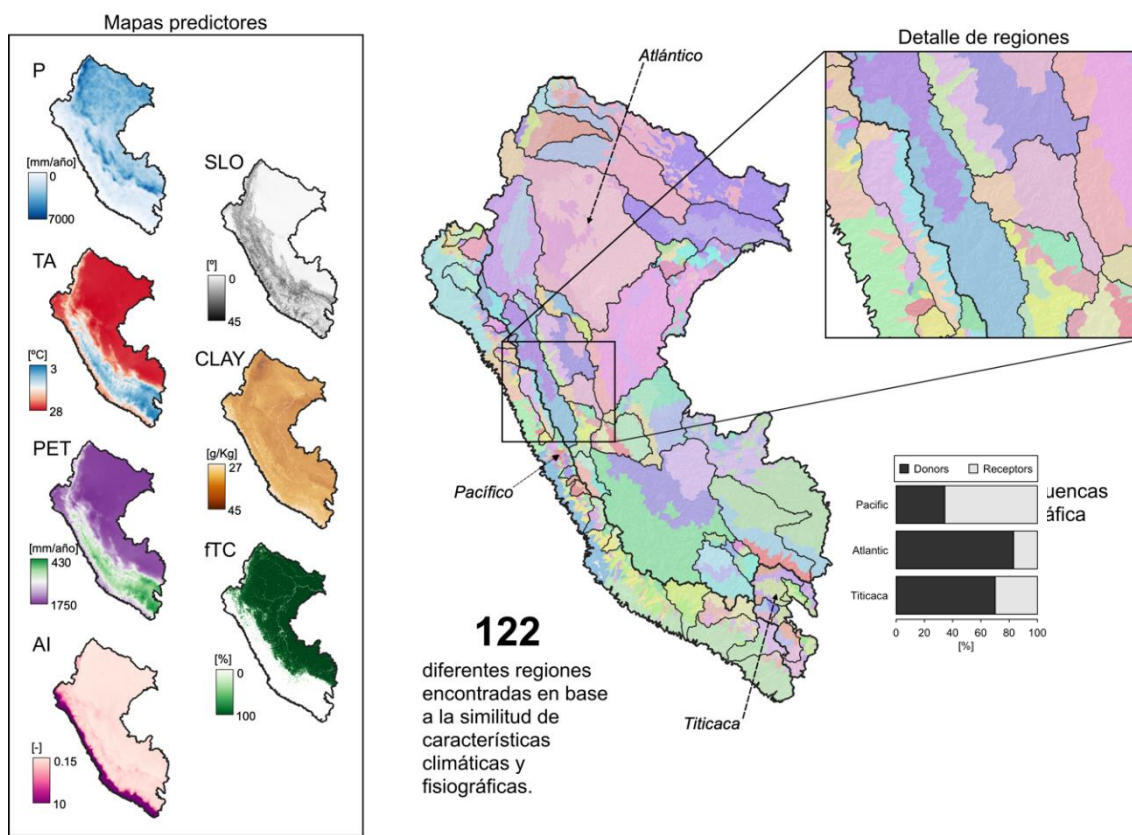 Mapas predictores
P
[mm/año]
0
7000
SLO
[º]
0
45
TA
[ºC]
3
28
CLAY
[g/Kg]
27
45
PET
[mm/año]
430
1750
fTC
[%]
0
100
AI
[-]
0.15
10
Atlántico
Pacífico
Titicaca
122
diferentes regiones
encontradas en base
a la similitud de
características
climáticas y
fisiográficas.
Detalle de regiones
Donors Receptors
Pacific
Atlantic
Titicaca
0 20 40 60 80 100
[%]
uencas
áfica